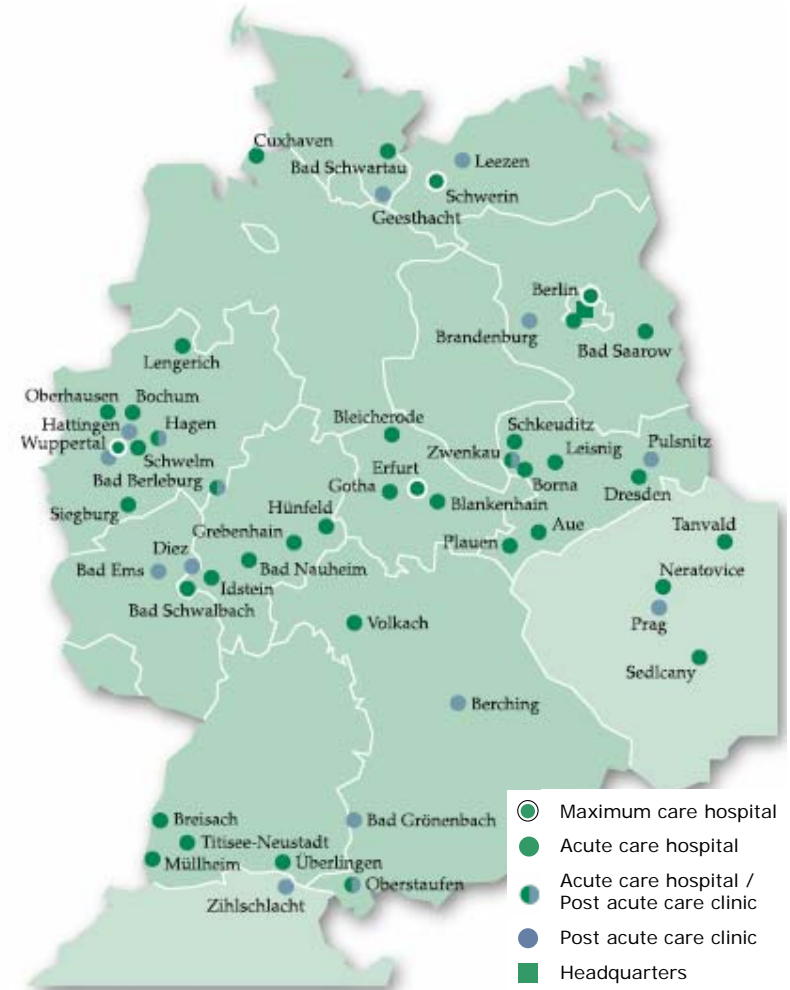 Cuxhaven
Bad Schwartau
Leezen
Schwerin
Geesthacht
Berlin
Brandenburg
Bad Saarow
Lengerich
Oberhausen
Bochum
Hattingen
Hagen
Wuppertal
Schwelm
Bad Berleburg
Siegburg
Bleicherode
Erfurt
Gotha
Blankenhain
Schkeuditz
Zwenkau
Leisnig
Borna
Pulsnitz
Dresden
Hünfeld
Grebenhain
Aue
Plauen
Tanvald
Neratovice
Prag
Sedlcany
Diez
Bad Ems
Bad Nauheim
Idstein
Bad Schwalbach
Volkach
Berching
Breisach
Titisee-Neustadt
Müllheim
Überlingen
Bad Grönenbach
Oberstaufen
Zihlschlacht
Maximum care hospital
Acute care hospital
Acute care hospital /
Post acute care clinic
Post acute care clinic
Headquarters